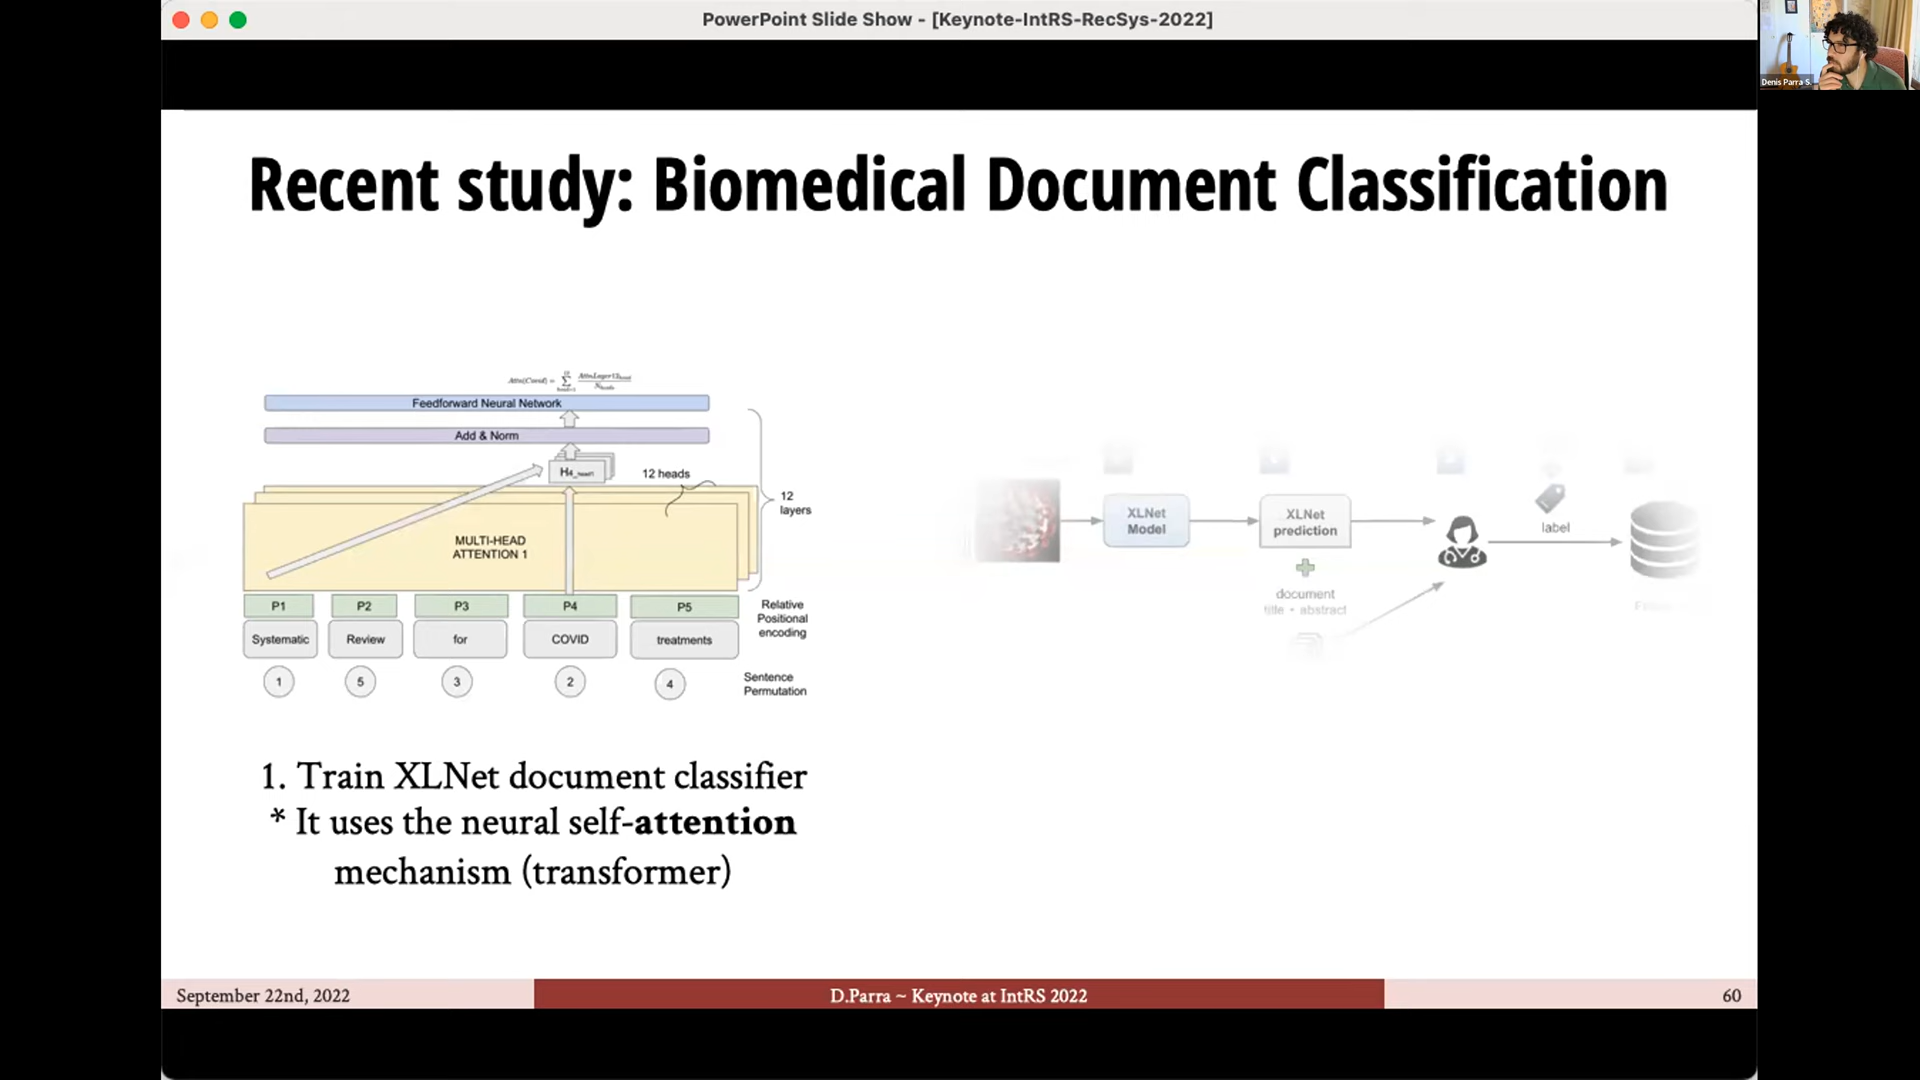 PowerPoint Slide Show - [Keynote-IntRS-RecSys-2022]
Denis Parra S.
Recent study: Biomedical Document Classification
Feedforward Neural Network
Add & Norm
12 heads
12
layers
MULTI-HEAD
ATTENTION 1
P1 P2 P3 P4 P5
Relative
Positional
encoding
Systematic Review for COVID treatments
1 5 3 2 4
Sentence
Permutation
XLNet
Model
XLNet
prediction
document
title + abstract
label
1. Train XLNet document classifier
* It uses the neural self-attention
mechanism (transformer)
September 22nd, 2022
D.Parra ~ Keynote at IntRS 2022
60